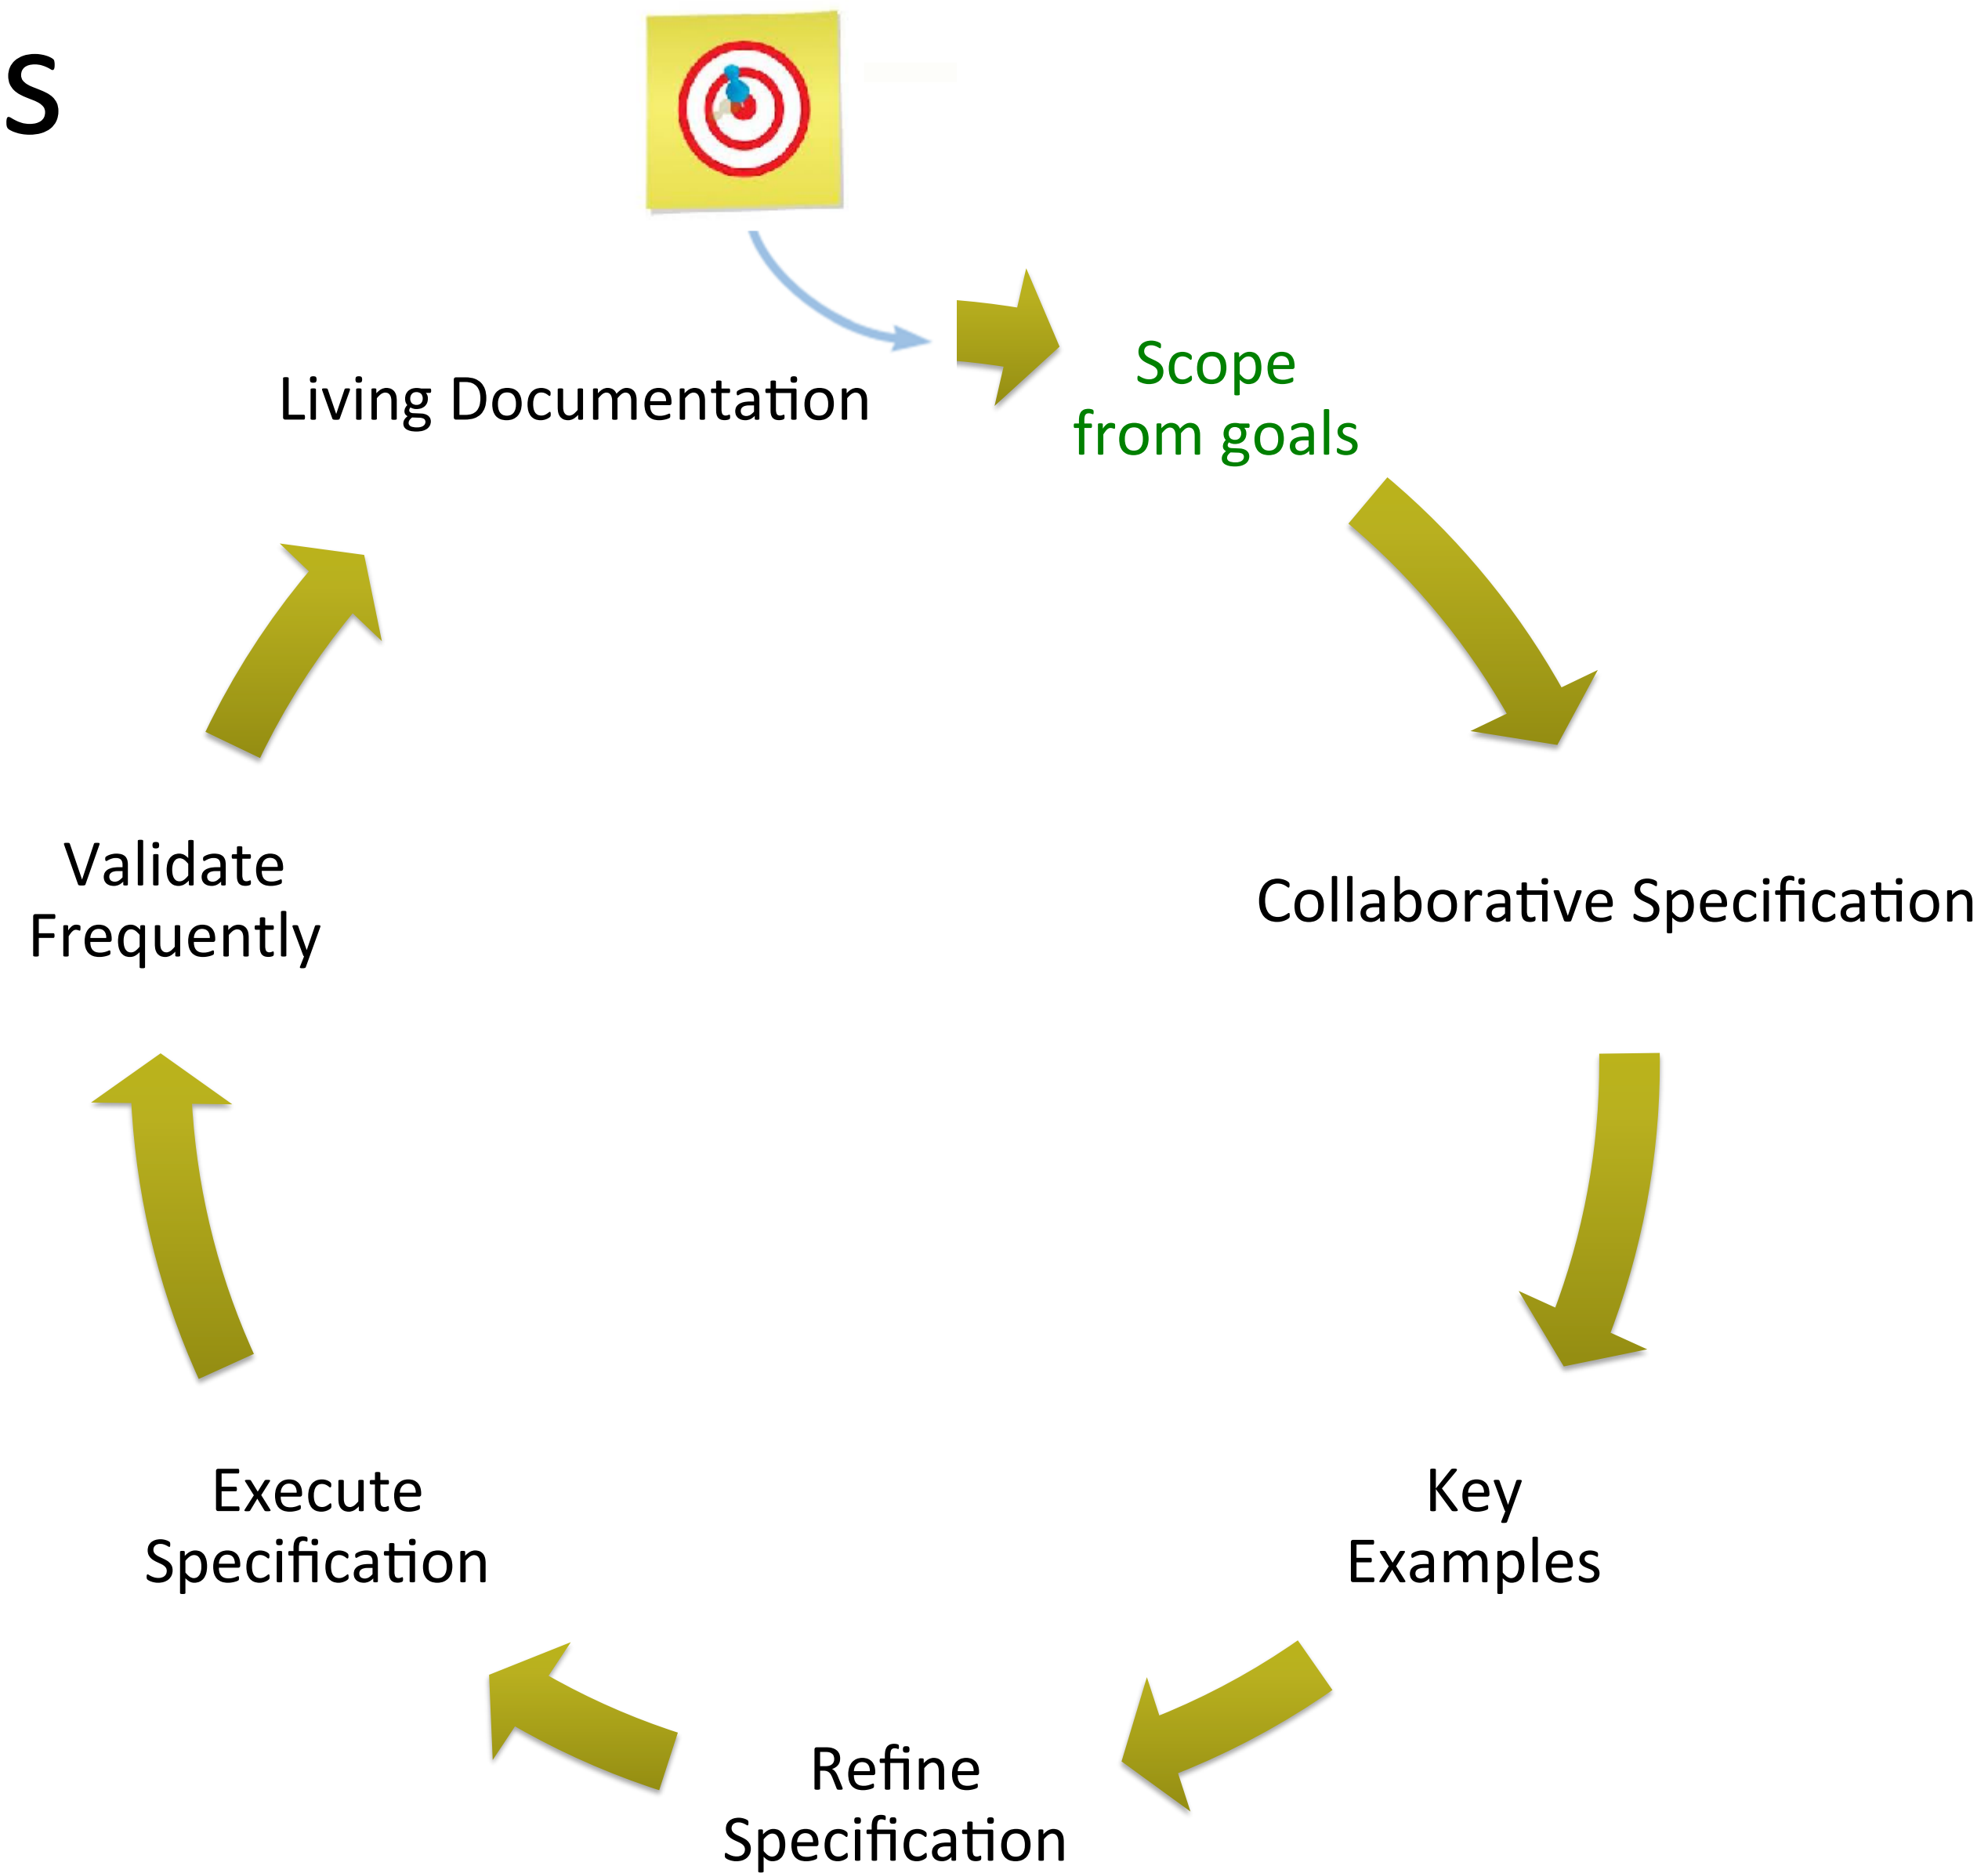 S
Living Documentation
Scope
from goals
Validate
Frequently
Collaborative Specification
Execute
Specification
Key
Examples
Refine
Specification